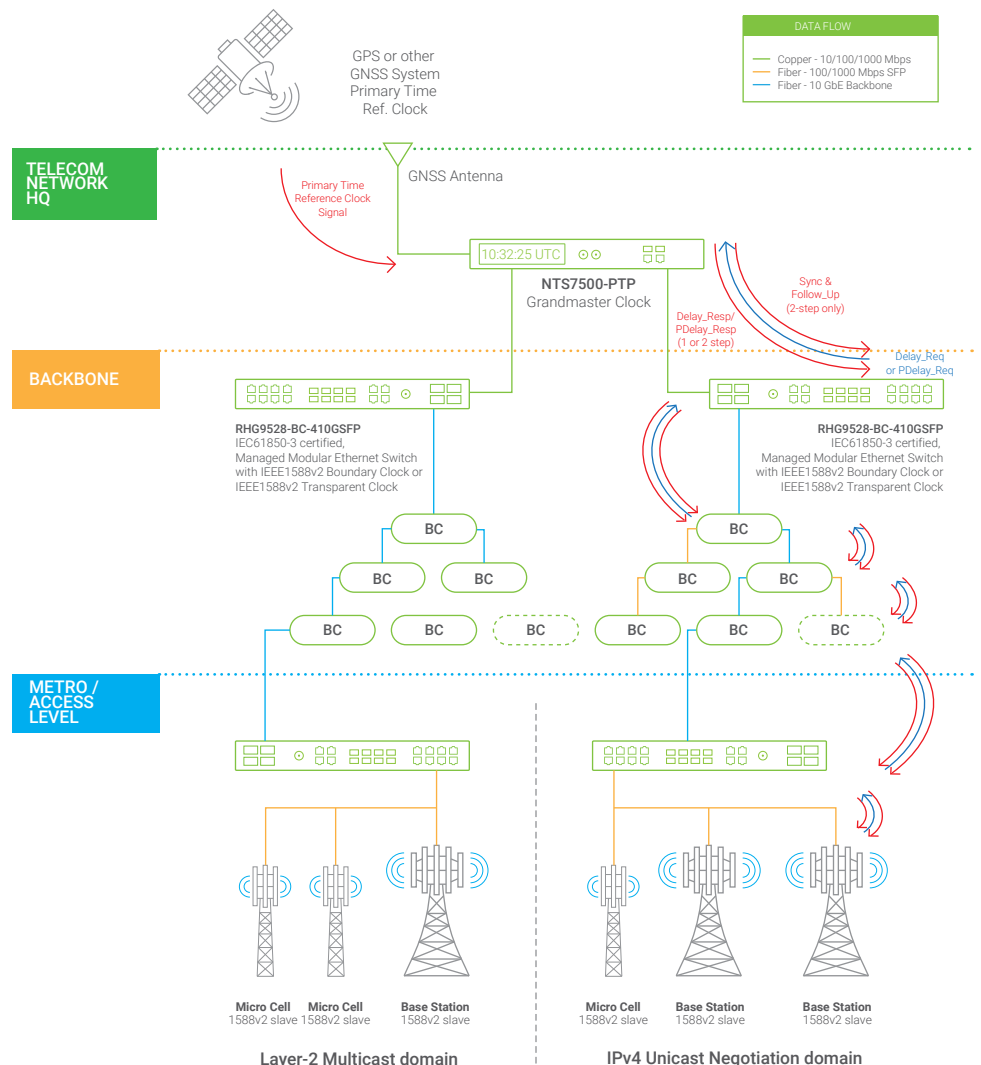 GPS or other
GNSS System
Primary Time
Ref. Clock
DATA FLOW
Copper - 10/100/1000 Mbps
Fiber - 100/1000 Mbps SFP
Fiber - 10 GbE Backbone
TELECOM
NETWORK
HQ
GNSS Antenna
Primary Time
Reference Clock
Signal
10:32:25 UTC
NTS7500-PTP
Grandmaster Clock
Sync &
Follow_Up
(2-step only)
Delay_Resp/
PDelay_Resp
(1 or 2 step)
Delay_Req
or PDelay_Req
BACKBONE
RHG9528-BC-410GSFP
IEC61850-3 certified,
Managed Modular Ethernet Switch
with IEEE1588v2 Boundary Clock or
IEEE1588v2 Transparent Clock
RHG9528-BC-410GSFP
IEC61850-3 certified,
Managed Modular Ethernet Switch
with IEEE1588v2 Boundary Clock or
IEEE1588v2 Transparent Clock
BC
BC
BC BC
BC BC
BC BC BC
BC BC BC
METRO /
ACCESS
LEVEL
Micro Cell
1588v2 slave
Micro Cell
1588v2 slave
Base Station
1588v2 slave
Micro Cell
1588v2 slave
Base Station
1588v2 slave
Base Station
1588v2 slave
Layer-2 Multicast domain
IPv4 Unicast Negotiation domain